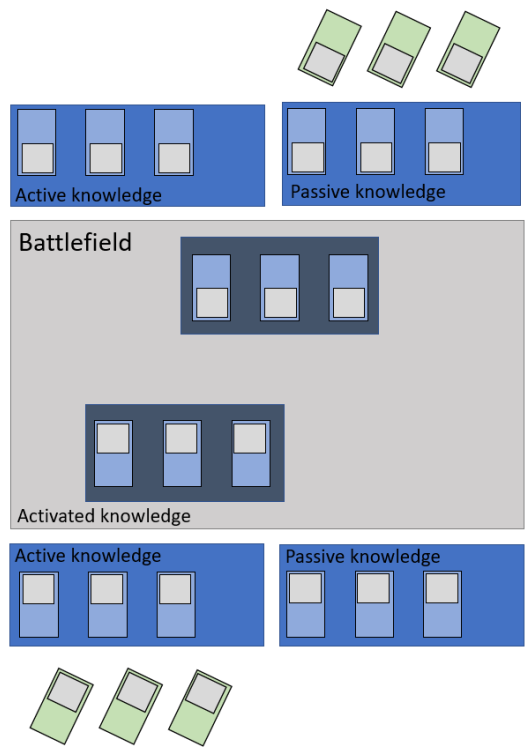 Active knowledge
Passive knowledge
Battlefield
Activated knowledge
Active knowledge
Passive knowledge